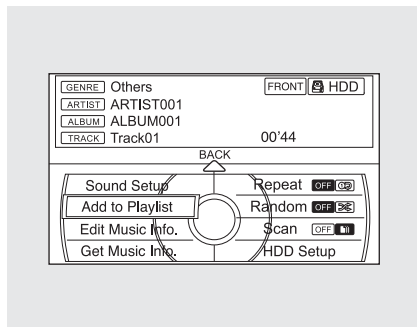 GENRE Others FRONT HDD
ARTIST ARTIST001
ALBUM ALBUM001
TRACK Track01 00'44
BACK
Sound Setup Repeat OFF
Add to Playlist Random OFF
Edit Music Info. Scan OFF
Get Music Info. HDD Setup